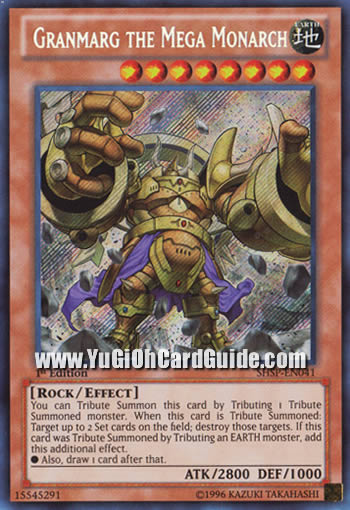 GRANMARG THE MEGA MONARCH
EARTH
地
www.YuGiOhCardGuide.com
1st Edition
SHSP-EN041
[ROCK/EFFECT]
You can Tribute Summon this card by Tributing 1 Tribute
Summoned monster. When this card is Tribute Summoned:
Target up to 2 Set cards on the field; destroy those targets. If this
card was Tribute Summoned by Tributing an EARTH monster, add
this additional effect.
● Also, draw 1 card after that.
ATK/2800 DEF/1000
15545291
©1996 KAZUKI TAKAHASHI